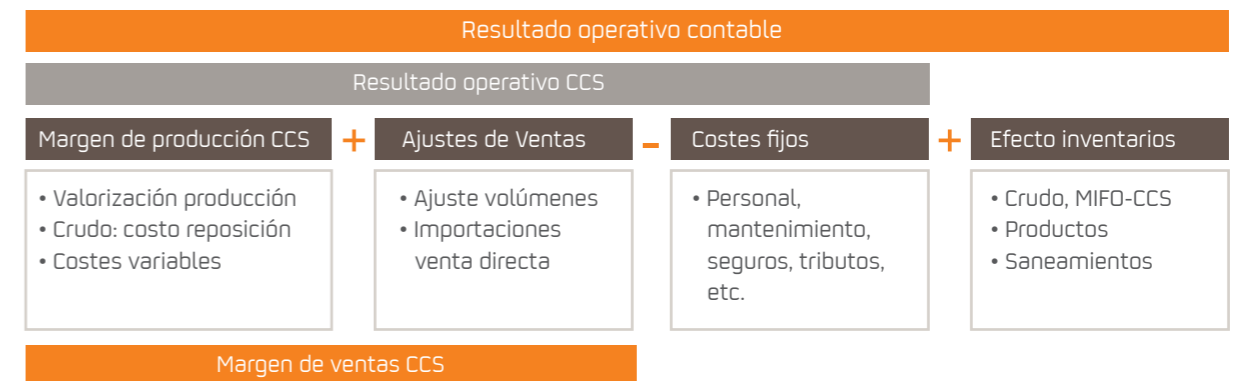 Resultado operativo contable
Resultado operativo CCS
Margen de producción CCS + Ajustes de Ventas - Costes fijos + Efecto inventarios
• Valorización producción
• Crudo: costo reposición
• Costes variables
• Ajuste volúmenes
• Importaciones
venta directa
• Personal,
mantenimiento,
seguros, tributos,
etc.
• Crudo, MIFO-CCS
• Productos
• Saneamientos
Margen de ventas CCS